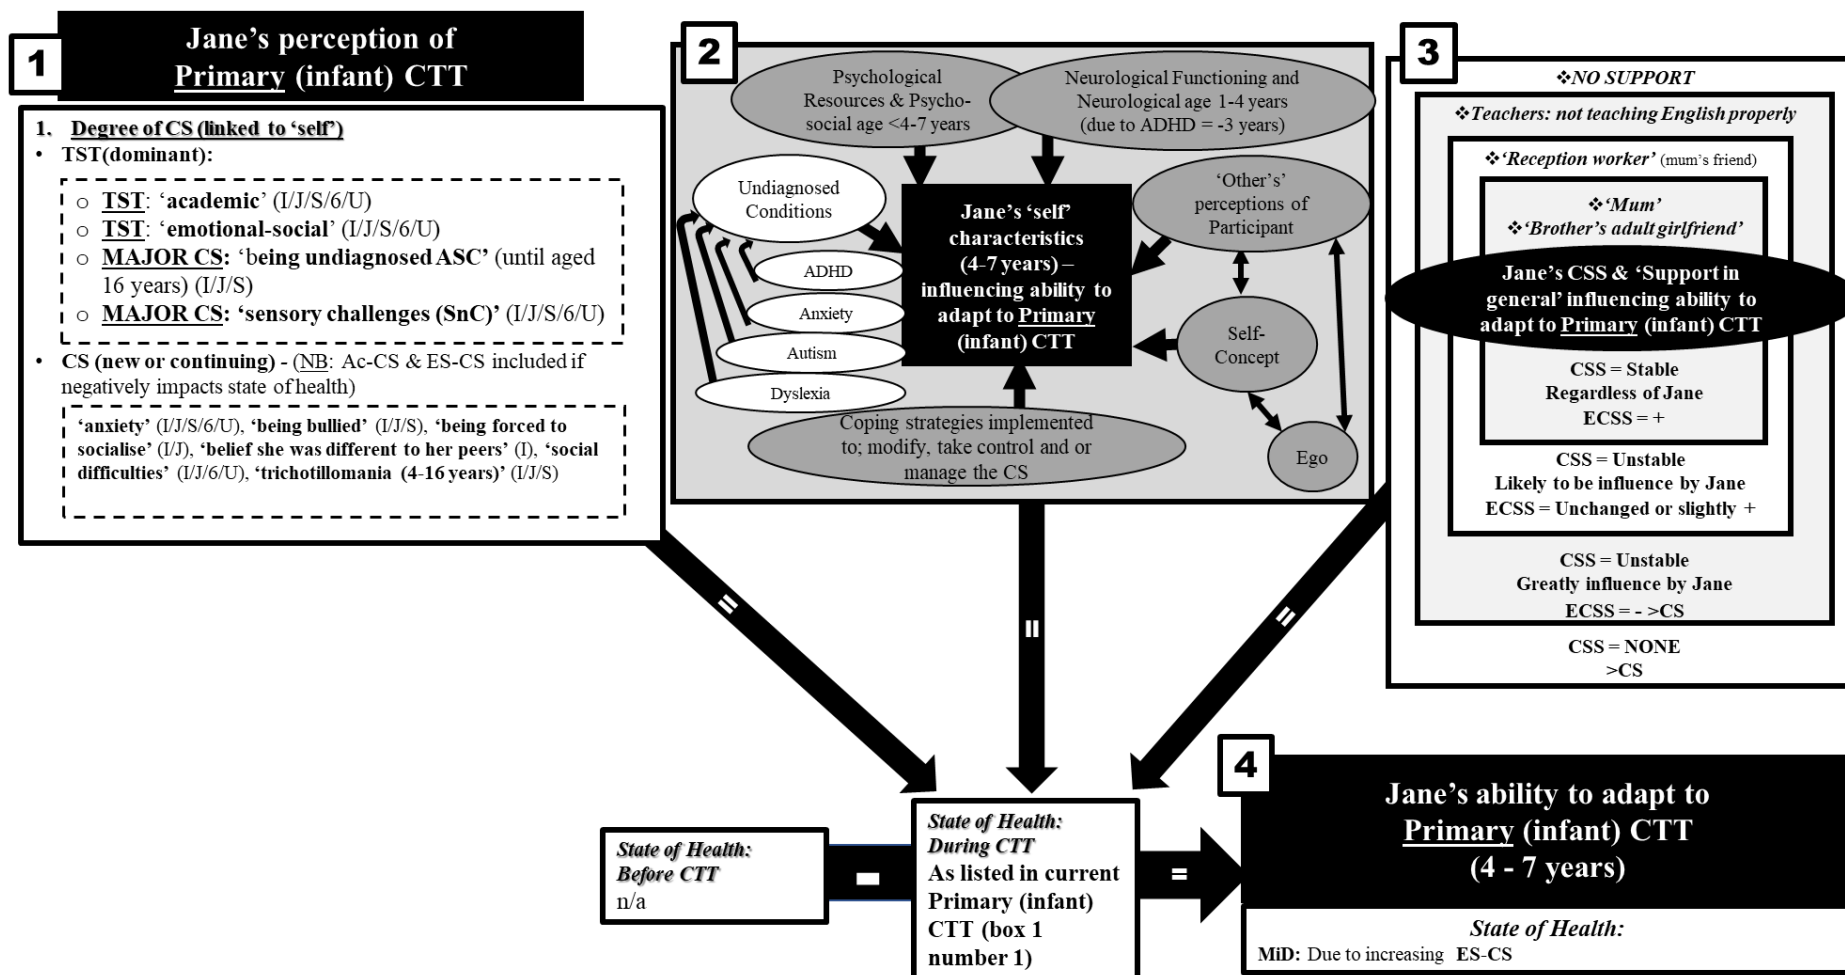 1
Jane's perception of
Primary (infant) CTT
1. Degree of CS (linked to 'self')
• TST(dominant):
o TST: 'academic' (I/J/S/6/U)
o TST: 'emotional-social' (I/J/S/6/U)
o MAJOR CS: 'being undiagnosed ASC' (until aged
16 years) (I/J/S)
o MAJOR CS: 'sensory challenges (SnC)' (I/J/S/6/U)
• CS (new or continuing) - (NB: Ac-CS & ES-CS included if
negatively impacts state of health)
'anxiety' (I/J/S/6/U), 'being bullied' (I/J/S), 'being forced to
socialise' (I/J), 'belief she was different to her peers' (I), 'social
difficulties' (I/J/6/U), 'trichotillomania (4-16 years)' (I/J/S)
2
Psychological
Resources & Psycho-
social age <4-7 years
Neurological Functioning and
Neurological age 1-4 years
(due to ADHD = -3 years)
Undiagnosed
Conditions
ADHD
Anxiety
Autism
Dyslexia
Jane's 'self'
characteristics
(4-7 years) –
influencing ability to
adapt to Primary
(infant) CTT
'Other's'
perceptions of
Participant
Self-
Concept
Ego
Coping strategies implemented
to; modify, take control and or
manage the CS
3
❖NO SUPPORT
❖Teachers: not teaching English properly
❖'Reception worker' (mum's friend)
❖'Mum'
❖'Brother's adult girlfriend'
Jane's CSS & 'Support in
general' influencing ability to
adapt to Primary (infant) CTT
CSS = Stable
Regardless of Jane
ECSS = +
CSS = Unstable
Likely to be influence by Jane
ECSS = Unchanged or slightly +
CSS = Unstable
Greatly influence by Jane
ECSS = - >CS
CSS = NONE
>CS
=
=
=
State of Health:
Before CTT
n/a
-
State of Health:
During CTT
As listed in current
Primary (infant)
CTT (box 1
number 1)
=
4
Jane's ability to adapt to
Primary (infant) CTT
(4 - 7 years)
State of Health:
MiD: Due to increasing ES-CS